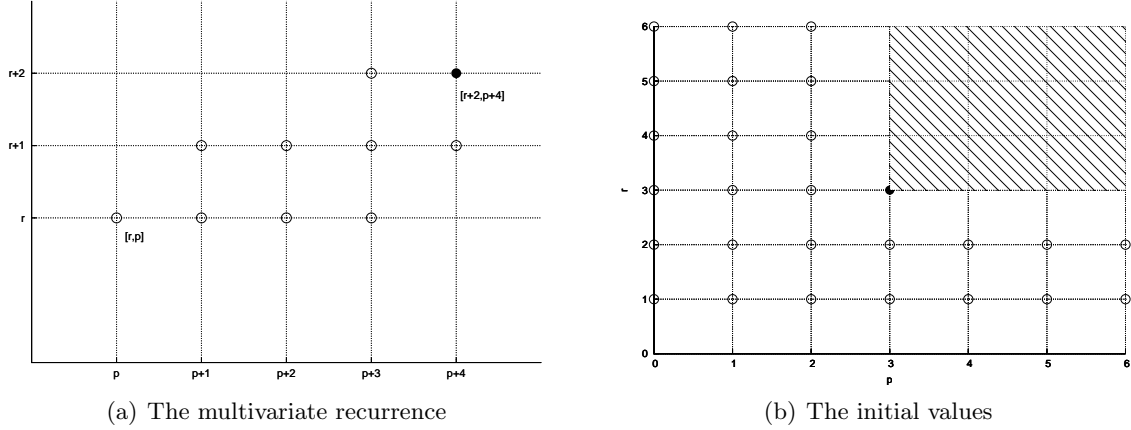 r+2
[r+2,p+4]
r+1
r
[r,p]
p
p+1
p+2
p+3
p+4
(a) The multivariate recurrence
6
5
4
3
2
1
0
r
0
1
2
3
4
5
6
p
(b) The initial values